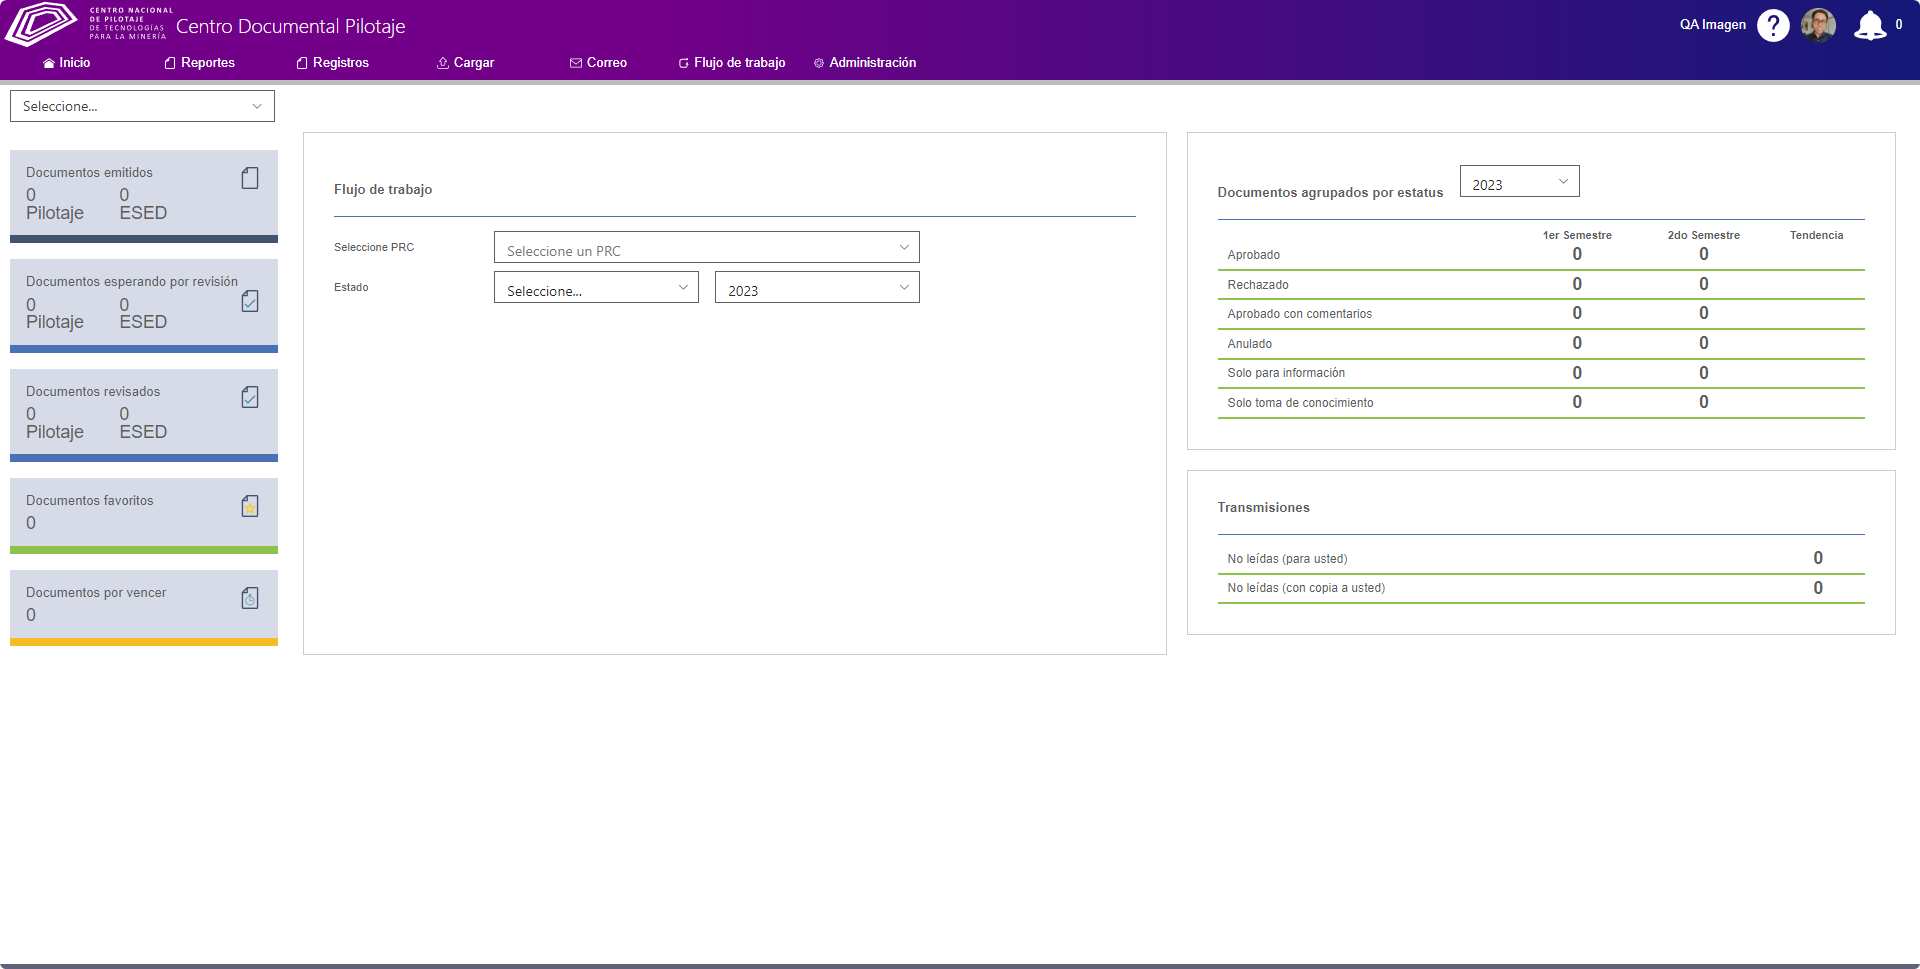 CENTRO NACIONAL
DE PILOTAJE
DE TECNOLOGÍAS
PARA LA MINERÍA
Centro Documental Pilotaje
QA Imagen
?
0
Inicio
Reportes
Registros
Cargar
Correo
Flujo de trabajo
Administración
Seleccione...
Documentos emitidos
0 0
Pilotaje ESED
Documentos esperando por revisión
0 0
Pilotaje ESED
Documentos revisados
0 0
Pilotaje ESED
Documentos favoritos
0
Documentos por vencer
0
Flujo de trabajo
Seleccione PRC
Seleccione un PRC
Estado
Seleccione...
2023
Documentos agrupados por estatus
2023
1er Semestre 2do Semestre Tendencia
Aprobado 0 0
Rechazado 0 0
Aprobado con comentarios 0 0
Anulado 0 0
Solo para información 0 0
Solo toma de conocimiento 0 0
Transmisiones
No leídas (para usted) 0
No leídas (con copia a usted) 0